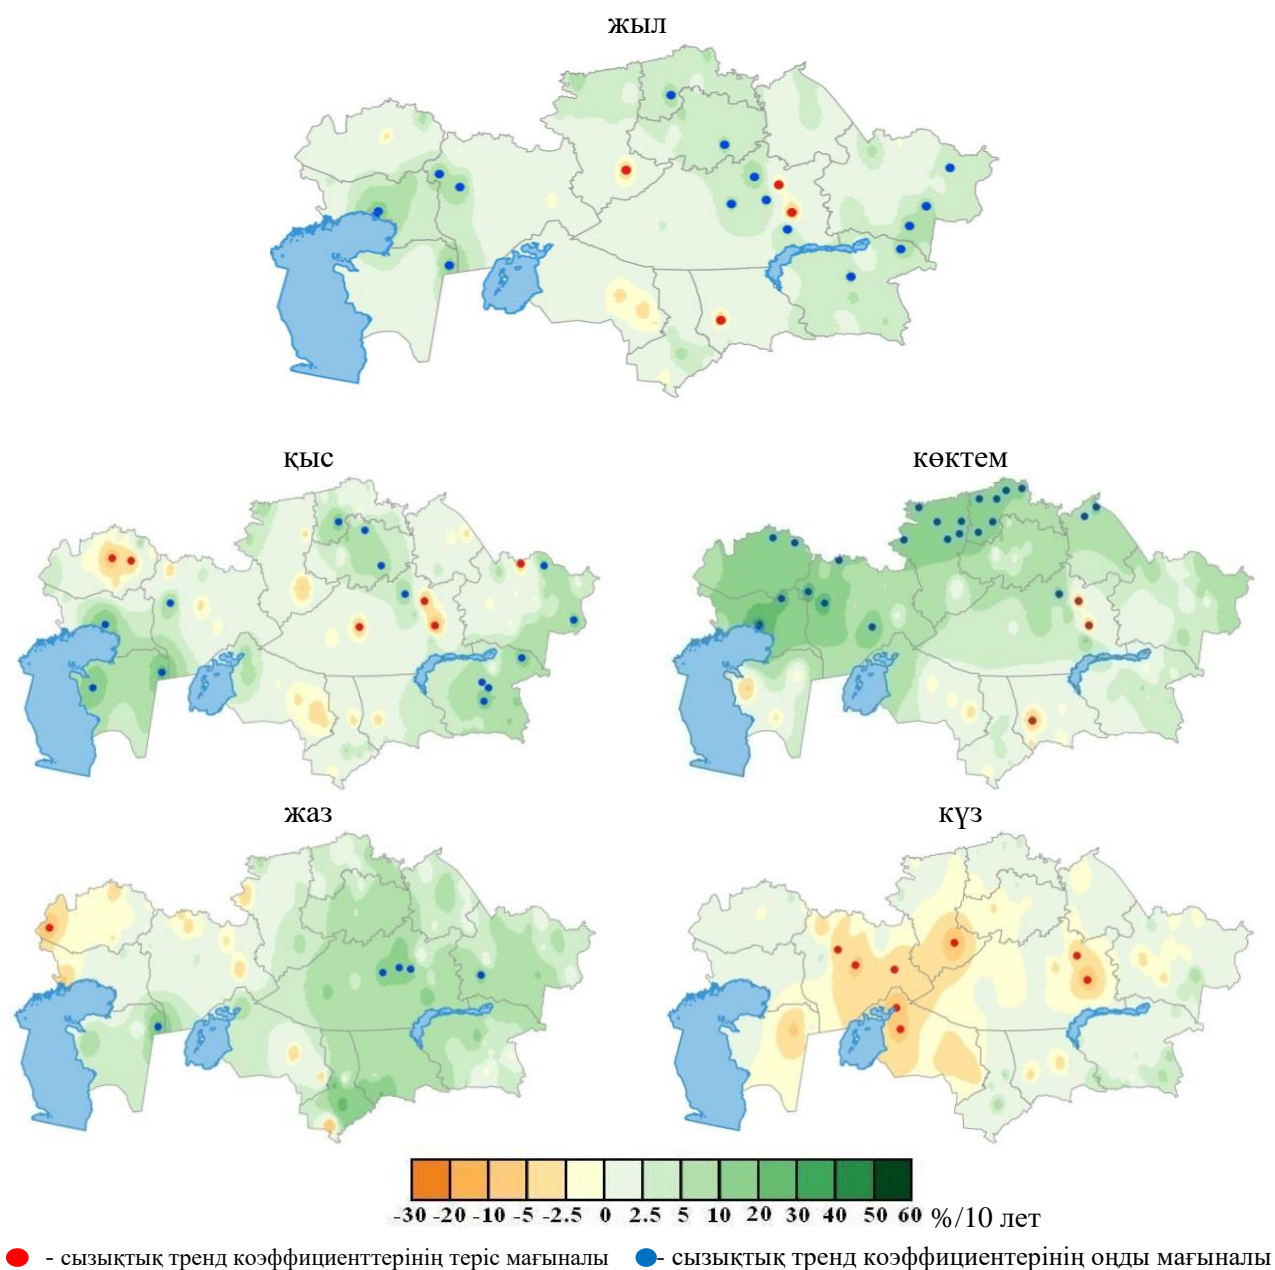 жыл
қыс
көктем
жаз
күз
-30 -20 -10 -5 -2.5 0 2.5 5 10 20 30 40 50 60 %/10 лет
- сызықтық тренд коэффициенттерінің теріс мағыналы
- сызықтық тренд коэффициентерінің оңды мағыналы